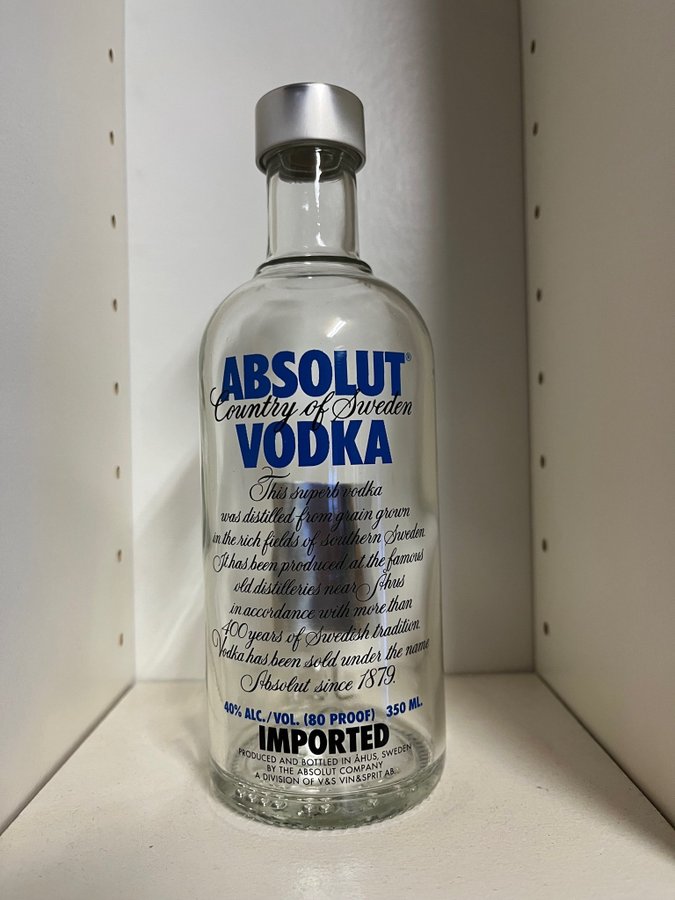 ABSOLUT®
Country of Sweden
VODKA
This superb vodka
was distilled from grain grown
in the rich fields of southern Sweden.
It has been produced at the famous
old distilleries near Åhus
in accordance with more than
400 years of Swedish tradition.
Vodka has been sold under the name
Absolut since 1879.
40% ALC./VOL. (80 PROOF) 350 ML.
IMPORTED
PRODUCED AND BOTTLED IN ÅHUS, SWEDEN
BY THE ABSOLUT COMPANY
A DIVISION OF V&S VIN&SPRIT AB.